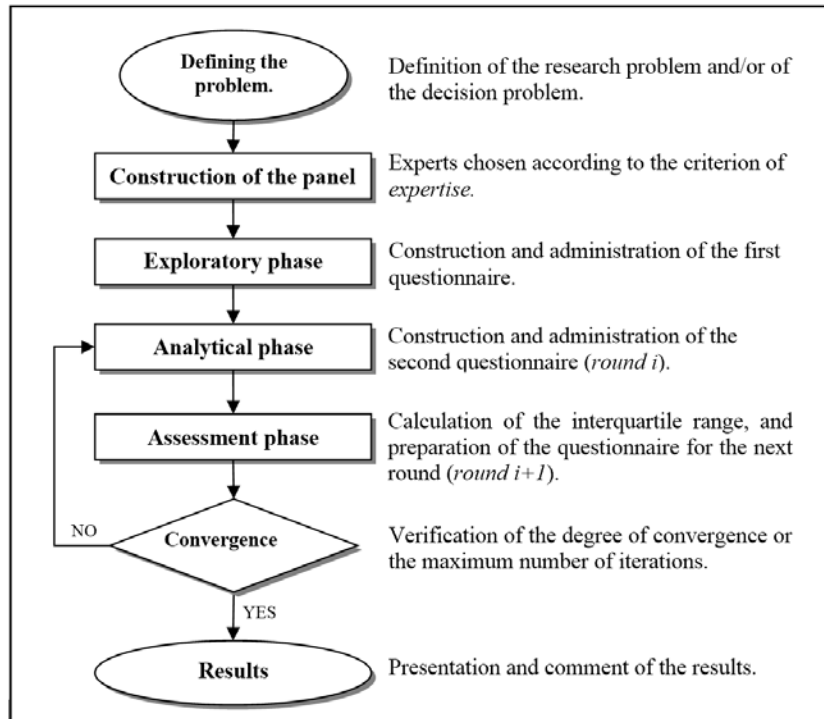 Defining the
problem.
Definition of the research problem and/or of
the decision problem.
Construction of the panel
Experts chosen according to the criterion of
expertise.
Exploratory phase
Construction and administration of the first
questionnaire.
Analytical phase
Construction and administration of the
second questionnaire (round i).
Assessment phase
Calculation of the interquartile range, and
preparation of the questionnaire for the next
round (round i+1).
NO
Convergence
Verification of the degree of convergence or
the maximum number of iterations.
YES
Results
Presentation and comment of the results.